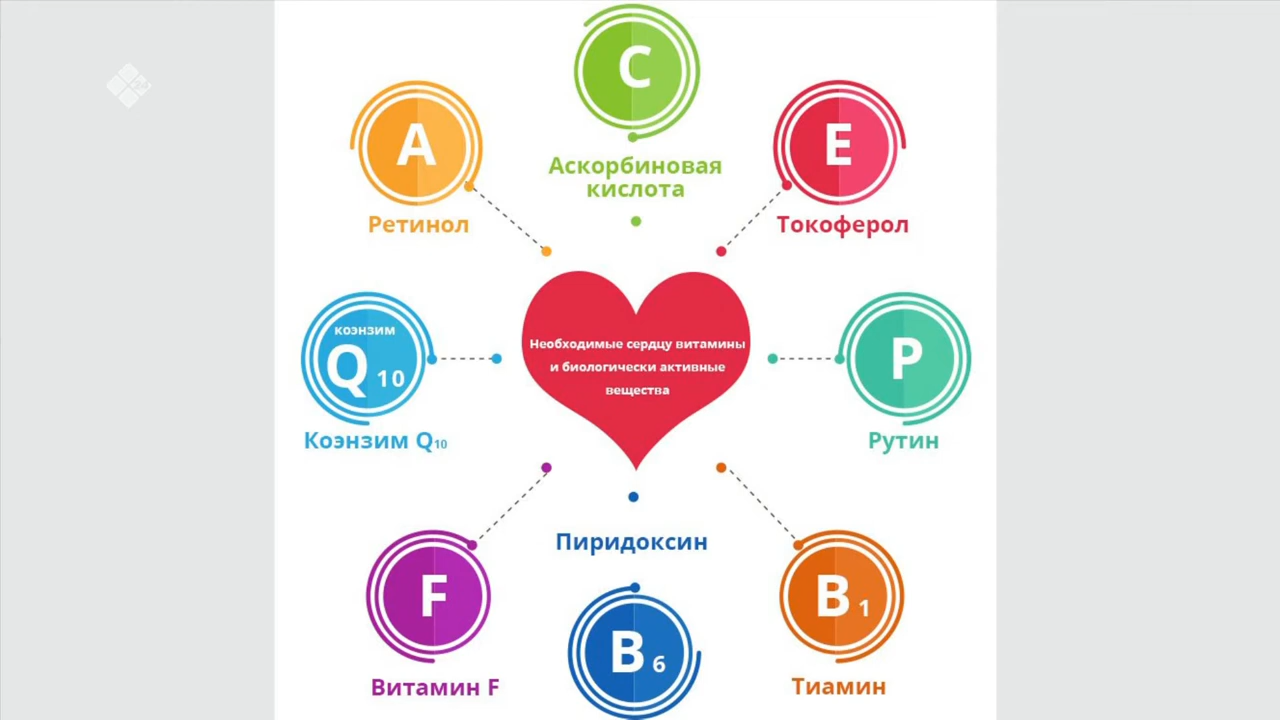 C
Аскорбиновая
кислота
A
Ретинол
E
Токоферол
Необходимые сердцу витамины
и биологически активные
вещества
коэнзим
Q 10
Коэнзим Q10
P
Рутин
Пиридоксин
B 6
F
Витамин F
B 1
Тиамин